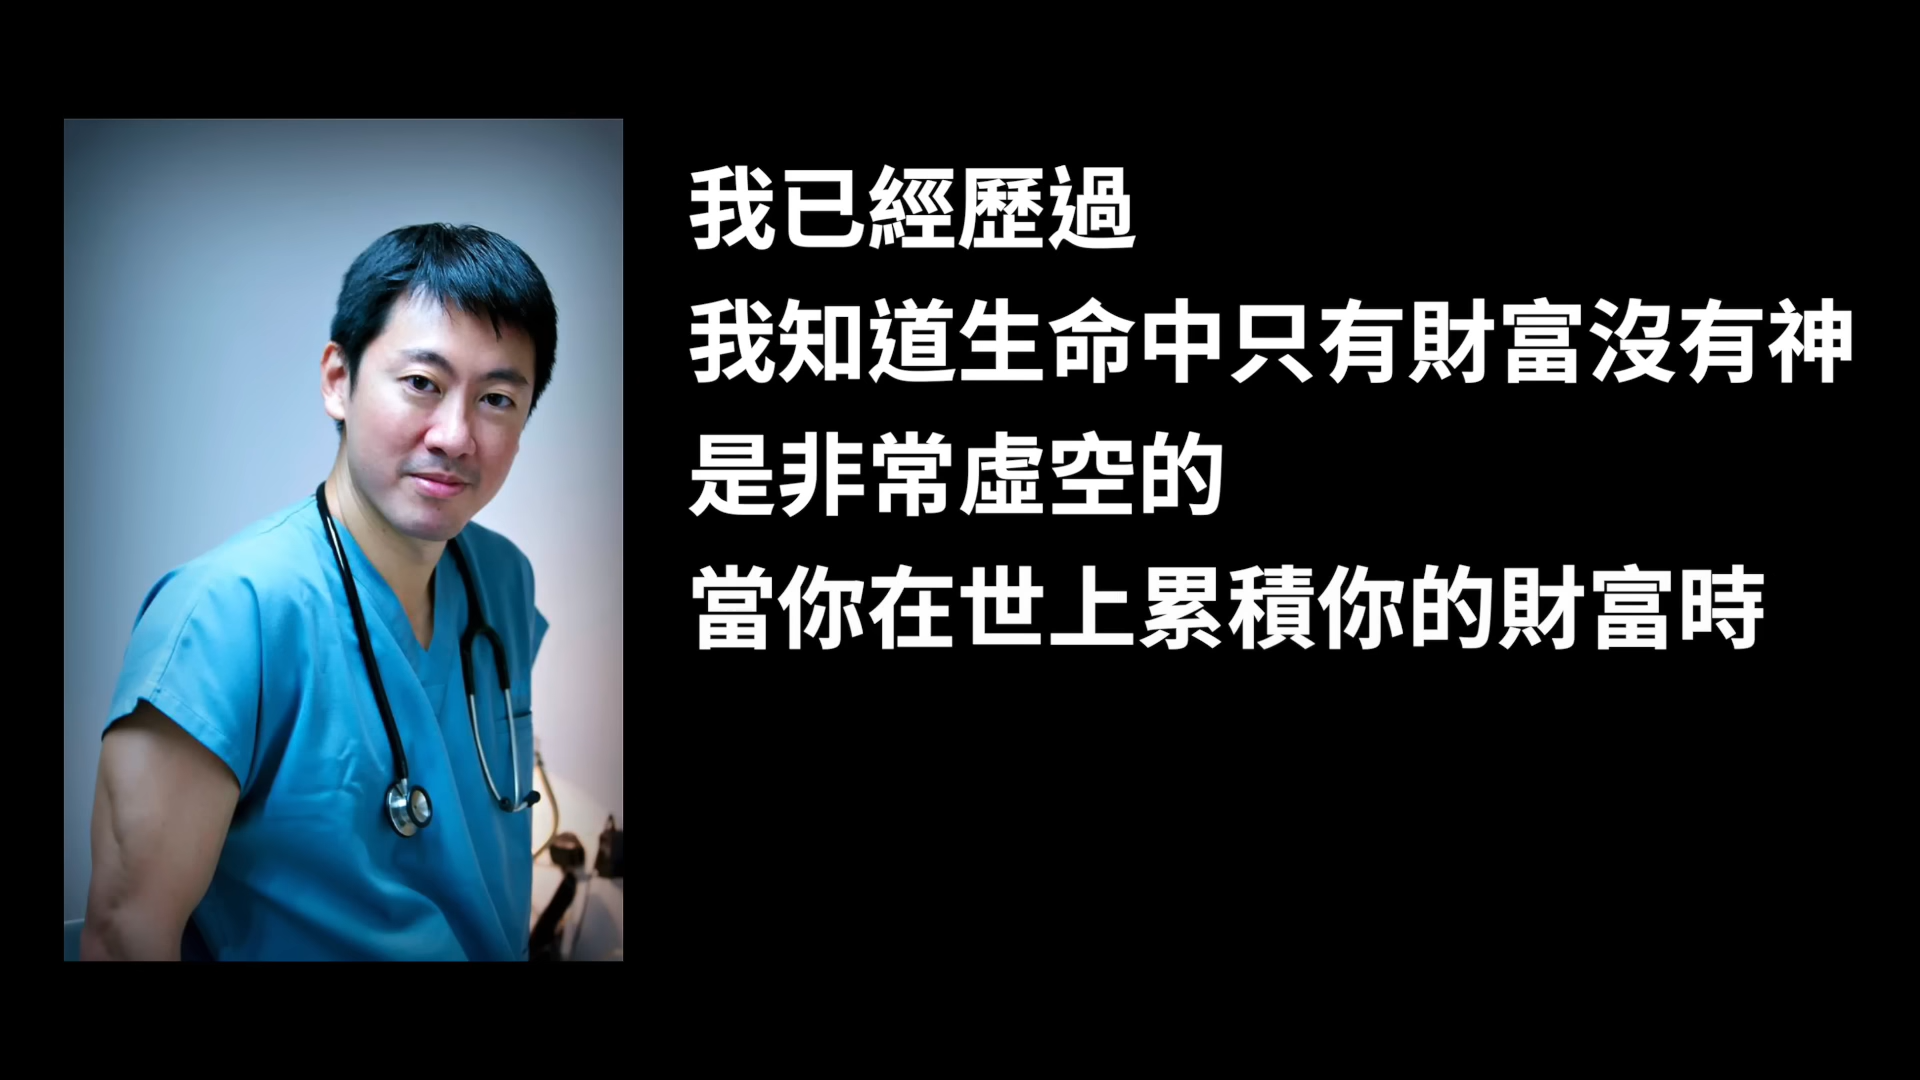 我已經歷過
我知道生命中只有財富沒有神
是非常虛空的
當你在世上累積你的財富時